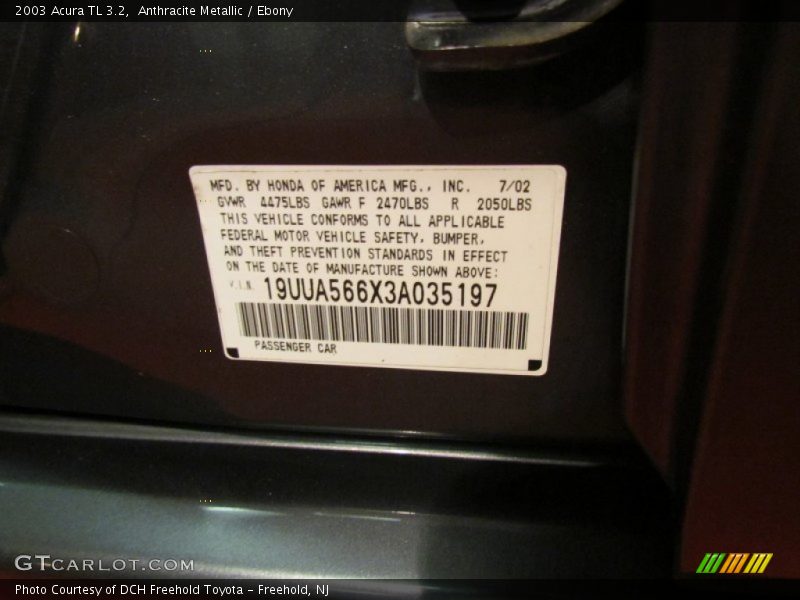 2003 Acura TL 3.2,  Anthracite Metallic / Ebony
MFD. BY HONDA OF AMERICA MFG., INC. 7/02
GVWR 4475LBS GAWR F 2470LBS R 2050LBS
THIS VEHICLE CONFORMS TO ALL APPLICABLE
FEDERAL MOTOR VEHICLE SAFETY, BUMPER,
AND THEFT PREVENTION STANDARDS IN EFFECT
ON THE DATE OF MANUFACTURE SHOWN ABOVE:
V.I.N. 19UUA566X3A035197
PASSENGER CAR
GTCARLOT.COM
Photo Courtesy of DCH Freehold Toyota - Freehold, NJ